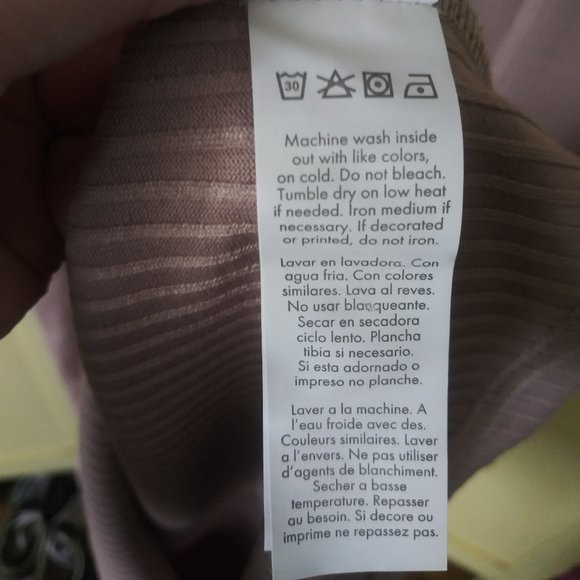 30
Machine wash inside
out with like colors,
on cold. Do not bleach.
Tumble dry on low heat
if needed. Iron medium if
necessary. If decorated
or printed, do not iron.
Lavar en lavadora. Con
agua fria. Con colores
similares. Lava al reves.
No usar blanqueante.
Secar en secadora
ciclo lento. Plancha
tibia si necesario.
Si esta adornado o
impreso no planche.
Laver a la machine. A
l'eau froide avec des.
Couleurs similaires. Laver
a l'envers. Ne pas utiliser
d'agents de blanchiment.
Secher a basse
temperature. Repasser
au besoin. Si decore ou
imprime ne repassez pas.